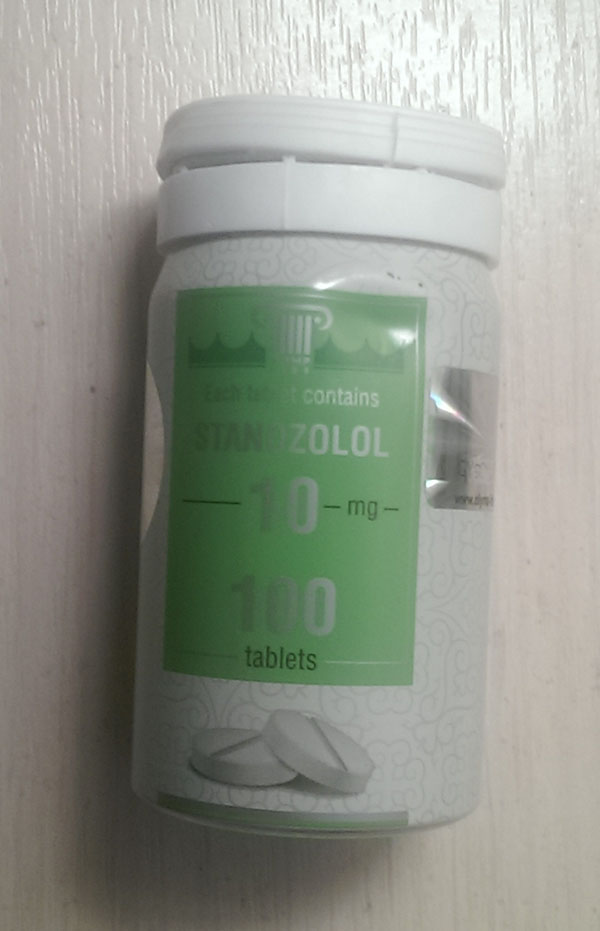 Each tablet contains
STANOZOLOL
10 mg
100
tablets